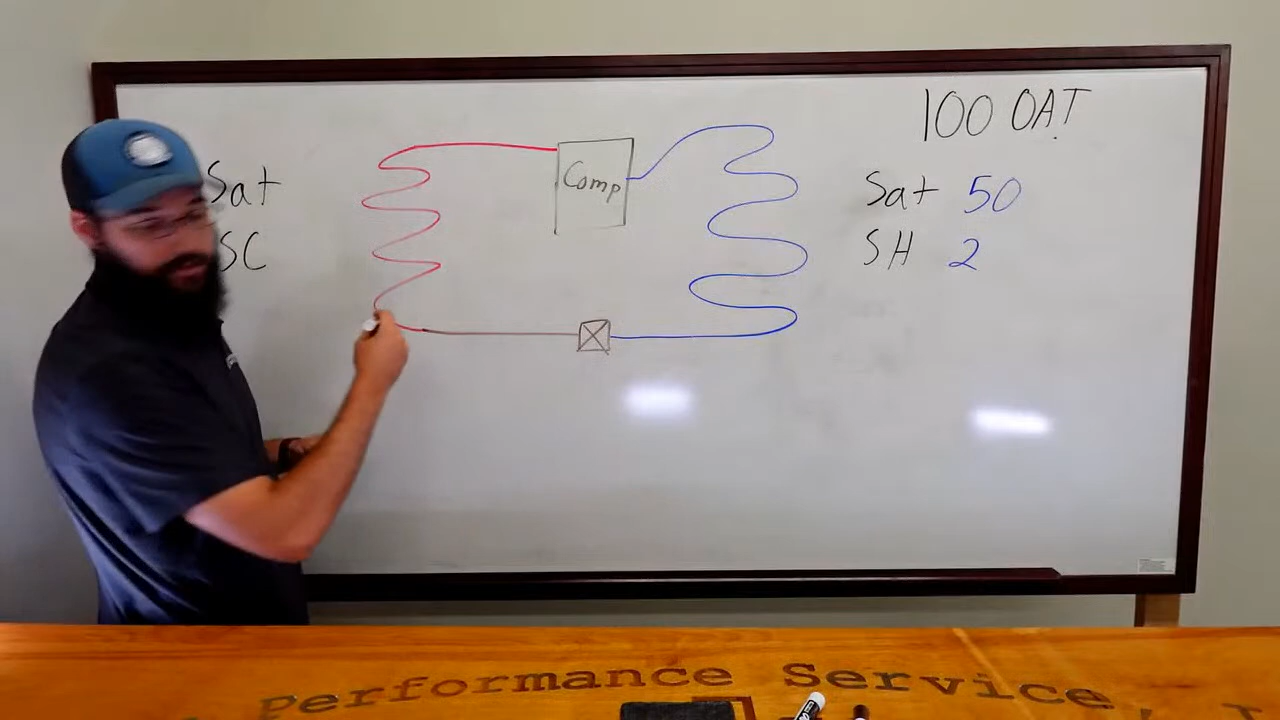 100 OAT
Sat
SC
Comp
Sat 50
SH 2
Performance Service, I